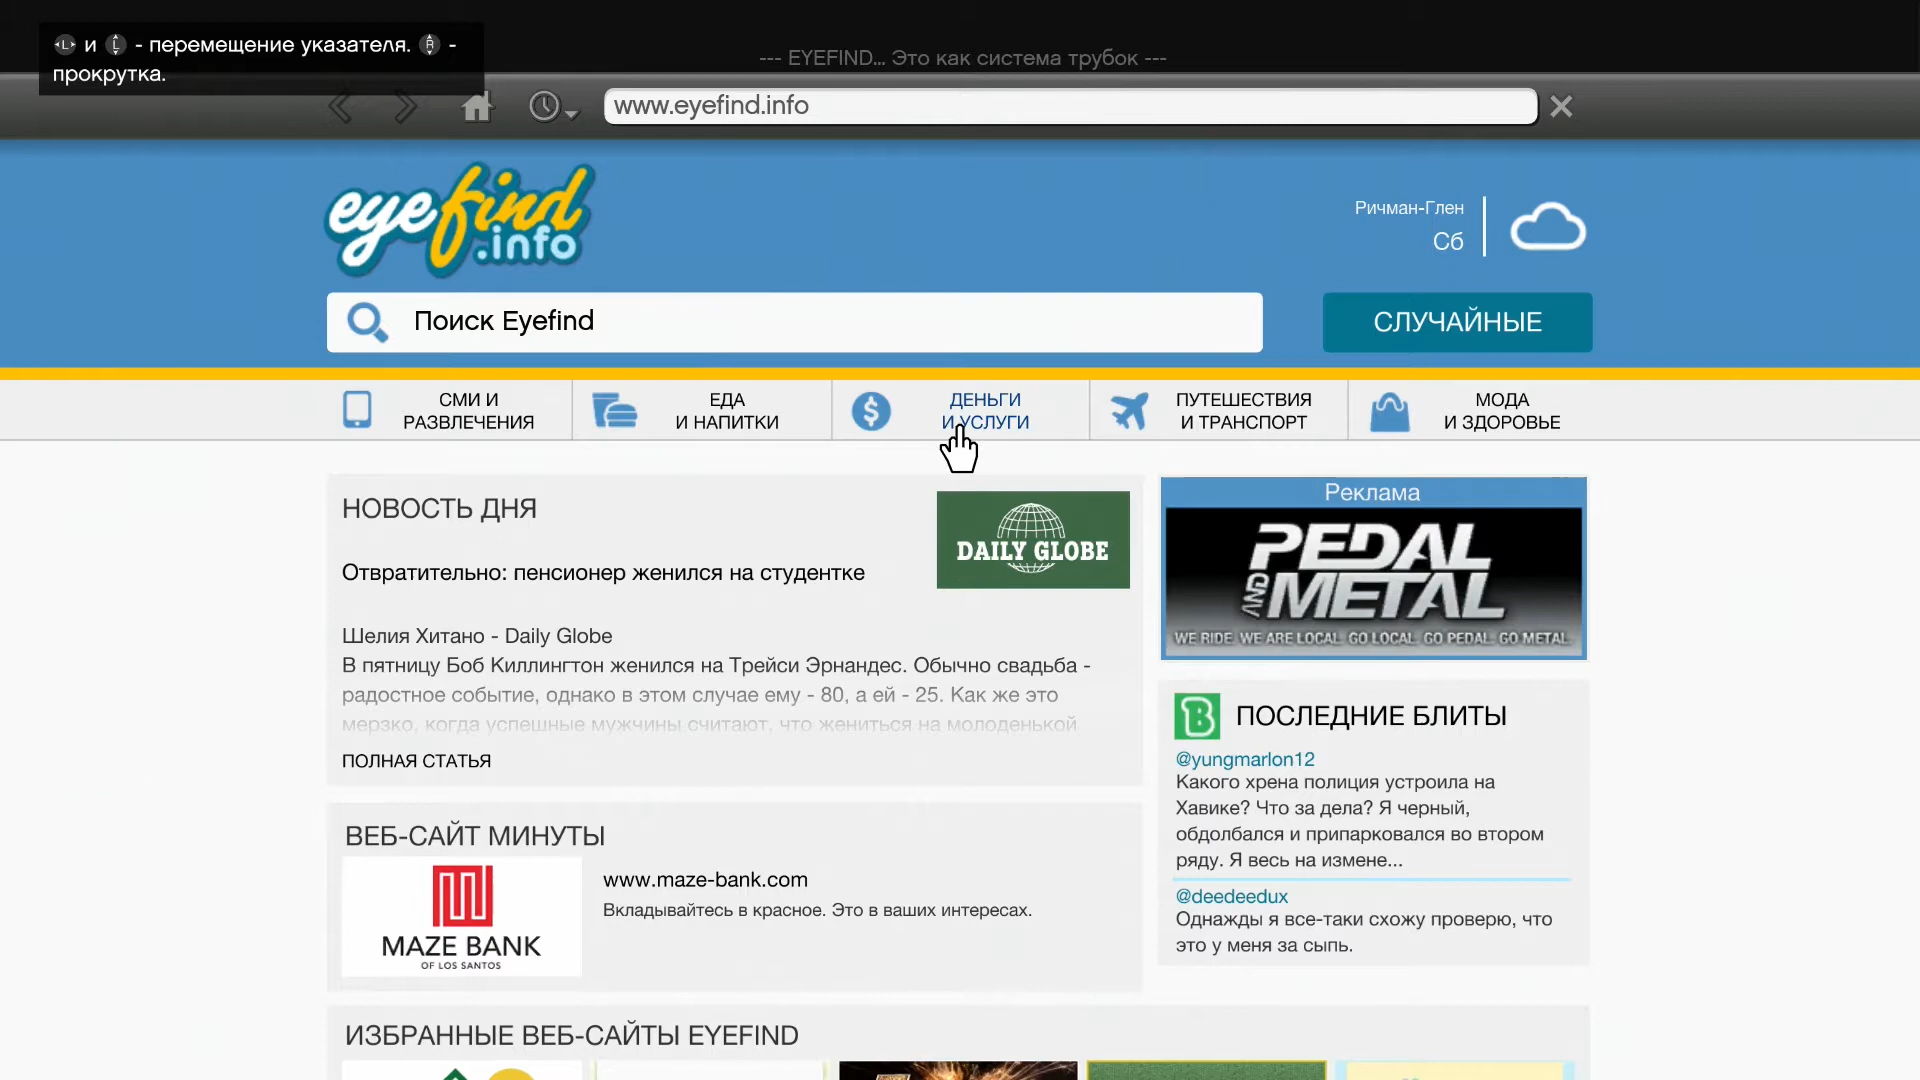 L и L - перемещение указателя. R -
прокрутка.
--- EYEFIND... Это как система трубок ---
www.eyefind.info
eyefind
.info
Ричман-Глен
Сб
Поиск Eyefind
СЛУЧАЙНЫЕ
СМИ И
РАЗВЛЕЧЕНИЯ
ЕДА
И НАПИТКИ
$
ДЕНЬГИ
И УСЛУГИ
ПУТЕШЕСТВИЯ
И ТРАНСПОРТ
МОДА
И ЗДОРОВЬЕ
НОВОСТЬ ДНЯ
DAILY GLOBE
Отвратительно: пенсионер женился на студентке
Шелия Хитано - Daily Globe
В пятницу Боб Киллингтон женился на Трейси Эрнандес. Обычно свадьба -
радостное событие, однако в этом случае ему - 80, а ей - 25. Как же это
мерзко, когда успешные мужчины считают, что жениться на молоденькой
ПОЛНАЯ СТАТЬЯ
Реклама
PEDAL
AND METAL
WE RIDE. WE ARE LOCAL. GO LOCAL. GO PEDAL. GO METAL.
B ПОСЛЕДНИЕ БЛИТЫ
@yungmarlon12
Какого хрена полиция устроила на
Хавике? Что за дела? Я черный,
обдолбался и припарковался во втором
ряду. Я весь на измене...
@deedeedux
Однажды я все-таки схожу проверю, что
это у меня за сыпь.
ВЕБ-САЙТ МИНУТЫ
MAZE BANK
OF LOS SANTOS
www.maze-bank.com
Вкладывайтесь в красное. Это в ваших интересах.
ИЗБРАННЫЕ ВЕБ-САЙТЫ EYEFIND